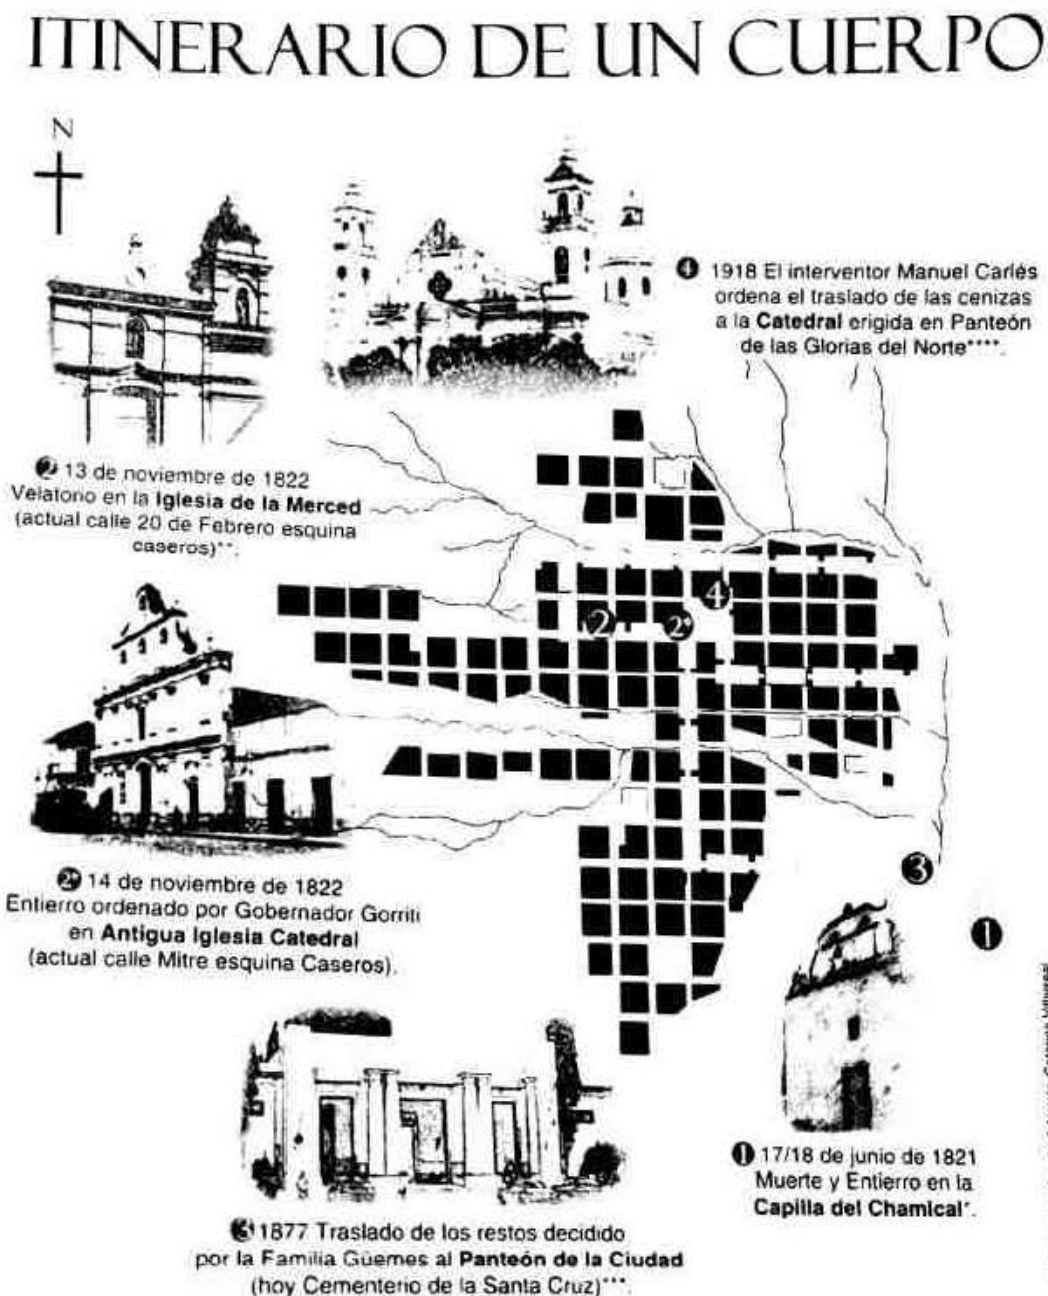 ITINERARIO DE UN CUERPO
N
❹ 1918 El interventor Manuel Carlés
ordena el traslado de las cenizas
a la Catedral erigida en Panteón
de las Glorias del Norte****.
❷ 13 de noviembre de 1822
Velatorio en la Iglesia de la Merced
(actual calle 20 de Febrero esquina
caseros)**.
4
2
2*
2* 14 de noviembre de 1822
Entierro ordenado por Gobernador Gorriti
en Antigua Iglesia Catedral
(actual calle Mitre esquina Caseros).
3
1
❶ 17/18 de junio de 1821
Muerte y Entierro en la
Capilla del Chamical*.
❸ 1877 Traslado de los restos decidido
por la Familia Güemes al Panteón de la Ciudad
(hoy Cementerio de la Santa Cruz)***.